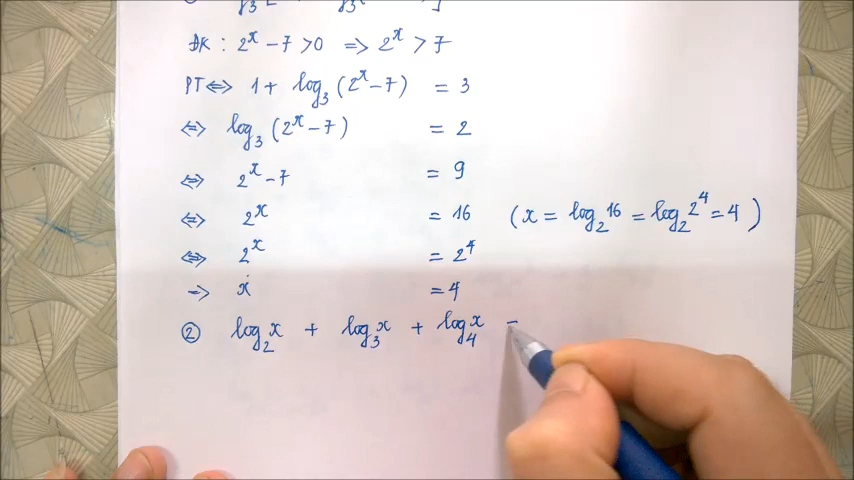 ĐK : 2^x - 7 > 0 => 2^x > 7
PT <=> 1 + log_3 (2^x - 7) = 3
<=> log_3 (2^x - 7) = 2
<=> 2^x - 7 = 9
<=> 2^x = 16 (x = log_2 16 = log_2 2^4 = 4)
<=> 2^x = 2^4
-> x = 4
② log_2 x + log_3 x + log_4 x -